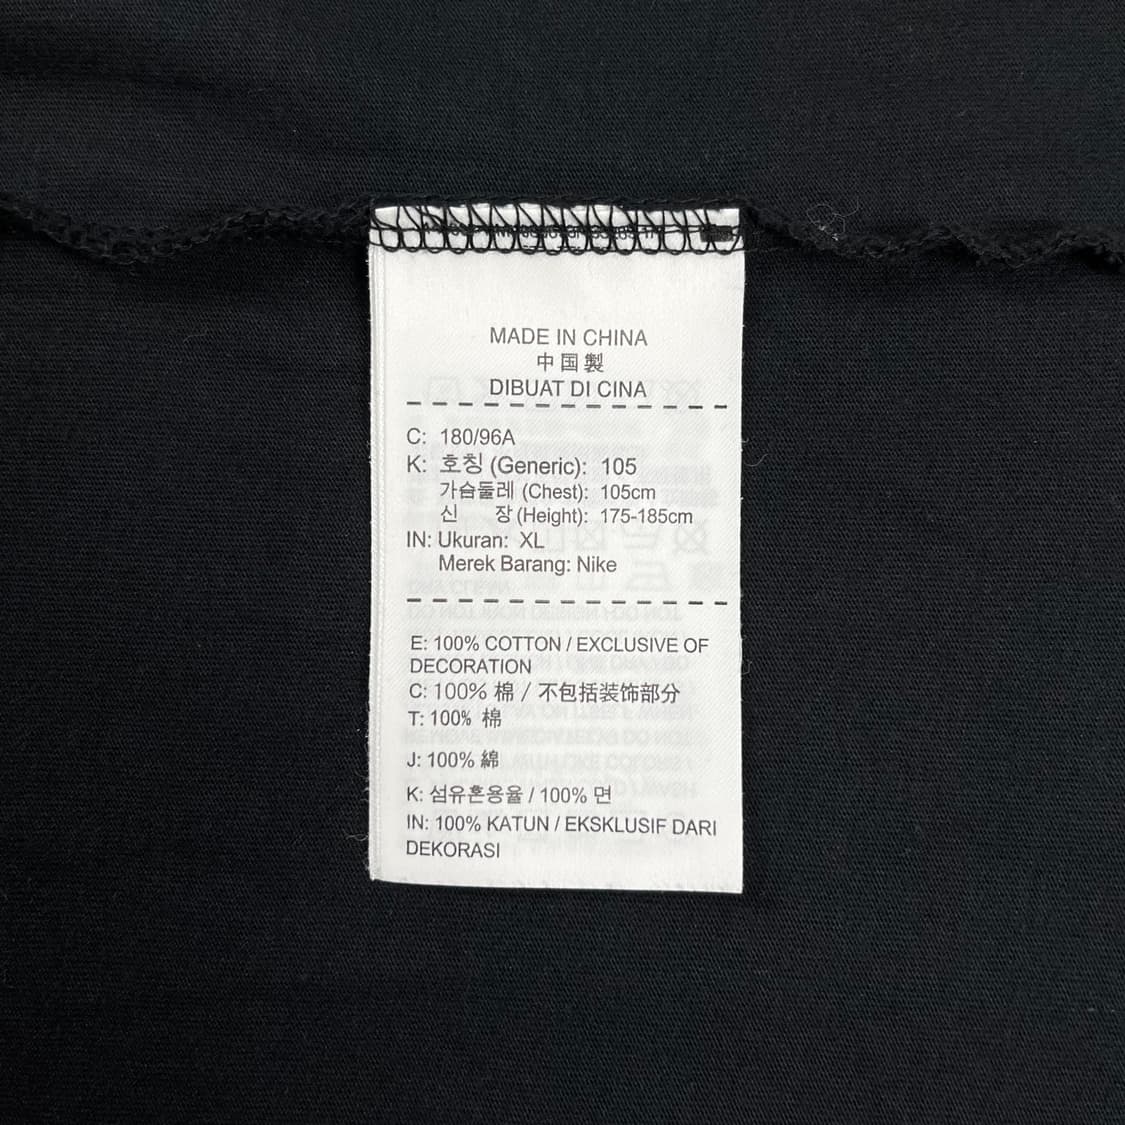 MADE IN CHINA
中国製
DIBUAT DI CINA
C: 180/96A
K: 호칭 (Generic): 105
가슴둘레 (Chest): 105cm
신 장 (Height): 175-185cm
IN: Ukuran: XL
Merek Barang: Nike
E: 100% COTTON / EXCLUSIVE OF
DECORATION
C: 100% 棉 / 不包括装饰部分
T: 100% 棉
J: 100% 綿
K: 섬유혼용율 / 100% 면
IN: 100% KATUN / EKSKLUSIF DARI
DEKORASI